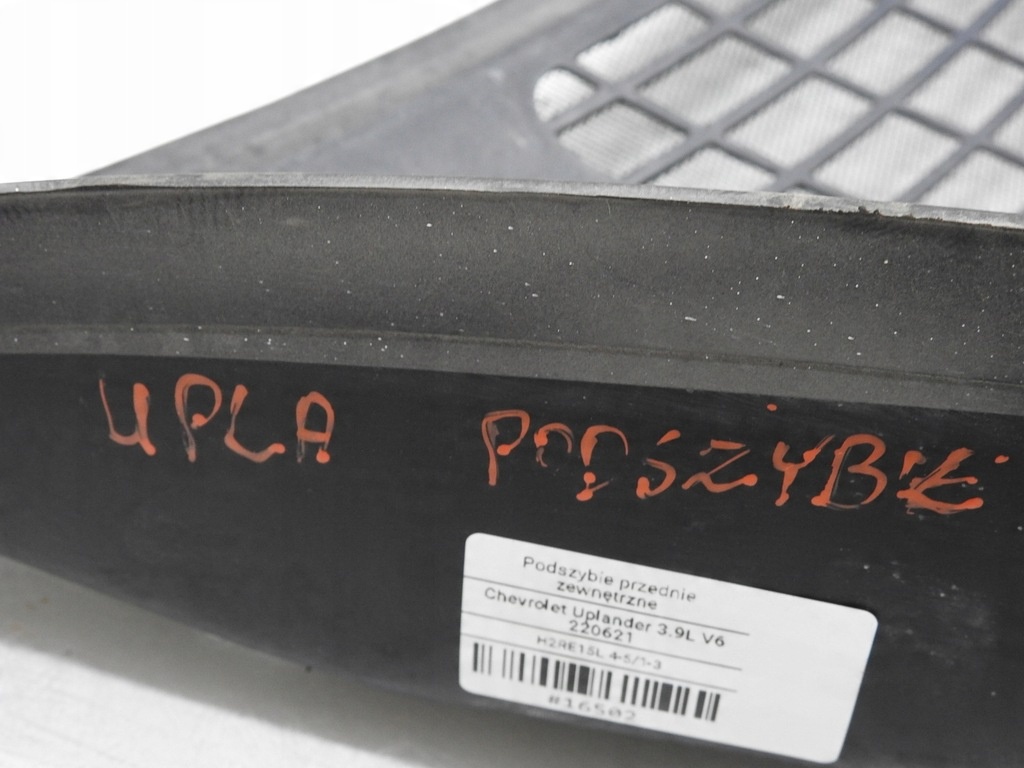 UPLA PODSZYBIE
Podszybie przednie
zewnętrzne
Chevrolet Uplander 3.9L V6
220621
H2RE15L 4-5/1-3
#16502